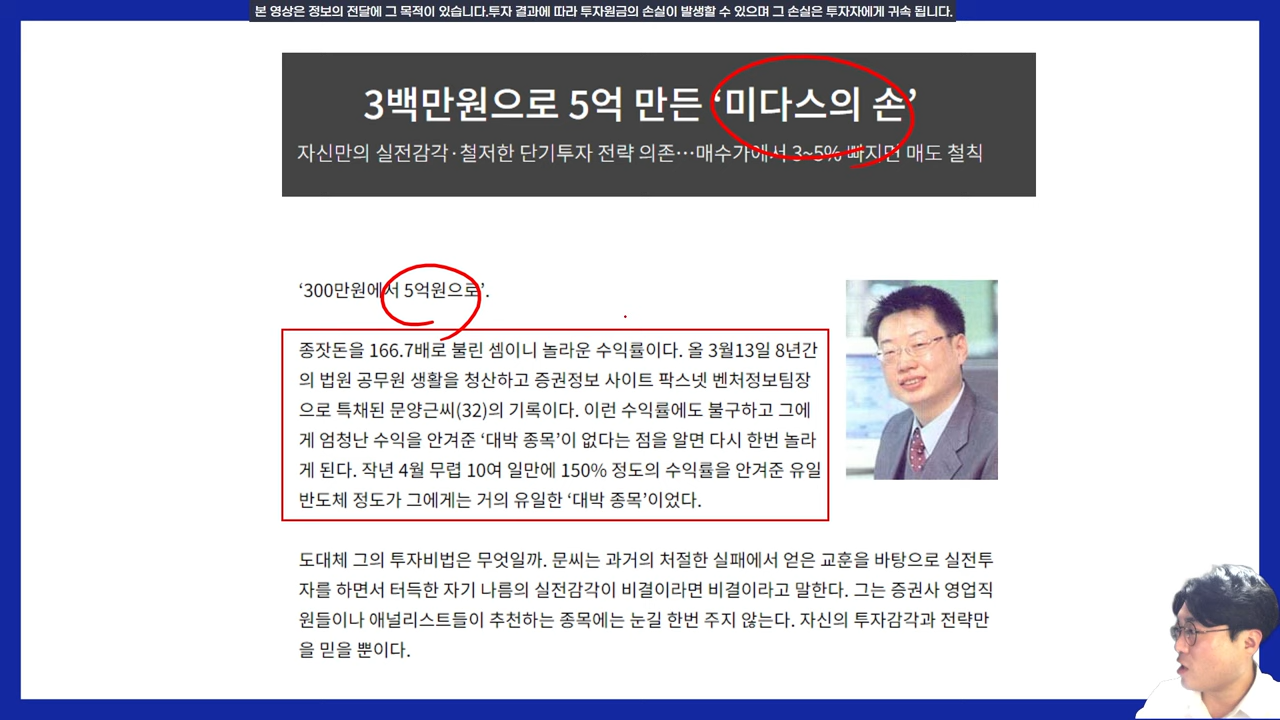 본 영상은 정보의 전달에 그 목적이 있습니다.투자 결과에 따라 투자원금의 손실이 발생할 수 있으며 그 손실은 투자자에게 귀속 됩니다.
3백만원으로 5억 만든 ‘미다스의 손’
자신만의 실전감각·철저한 단기투자 전략 의존…매수가에서 3~5% 빠지면 매도 철칙
‘300만원에서 5억원으로’.
종잣돈을 166.7배로 불린 셈이니 놀라운 수익률이다. 올 3월13일 8년간
의 법원 공무원 생활을 청산하고 증권정보 사이트 팍스넷 벤처정보팀장
으로 특채된 문양근씨(32)의 기록이다. 이런 수익률에도 불구하고 그에
게 엄청난 수익을 안겨준 ‘대박 종목’이 없다는 점을 알면 다시 한번 놀라
게 된다. 작년 4월 무렵 10여 일만에 150% 정도의 수익률을 안겨준 유일
반도체 정도가 그에게는 거의 유일한 ‘대박 종목’이었다.
도대체 그의 투자비법은 무엇일까. 문씨는 과거의 처절한 실패에서 얻은 교훈을 바탕으로 실전투
자를 하면서 터득한 자기 나름의 실전감각이 비결이라면 비결이라고 말한다. 그는 증권사 영업직
원들이나 애널리스트들이 추천하는 종목에는 눈길 한번 주지 않는다. 자신의 투자감각과 전략만
을 믿을 뿐이다.